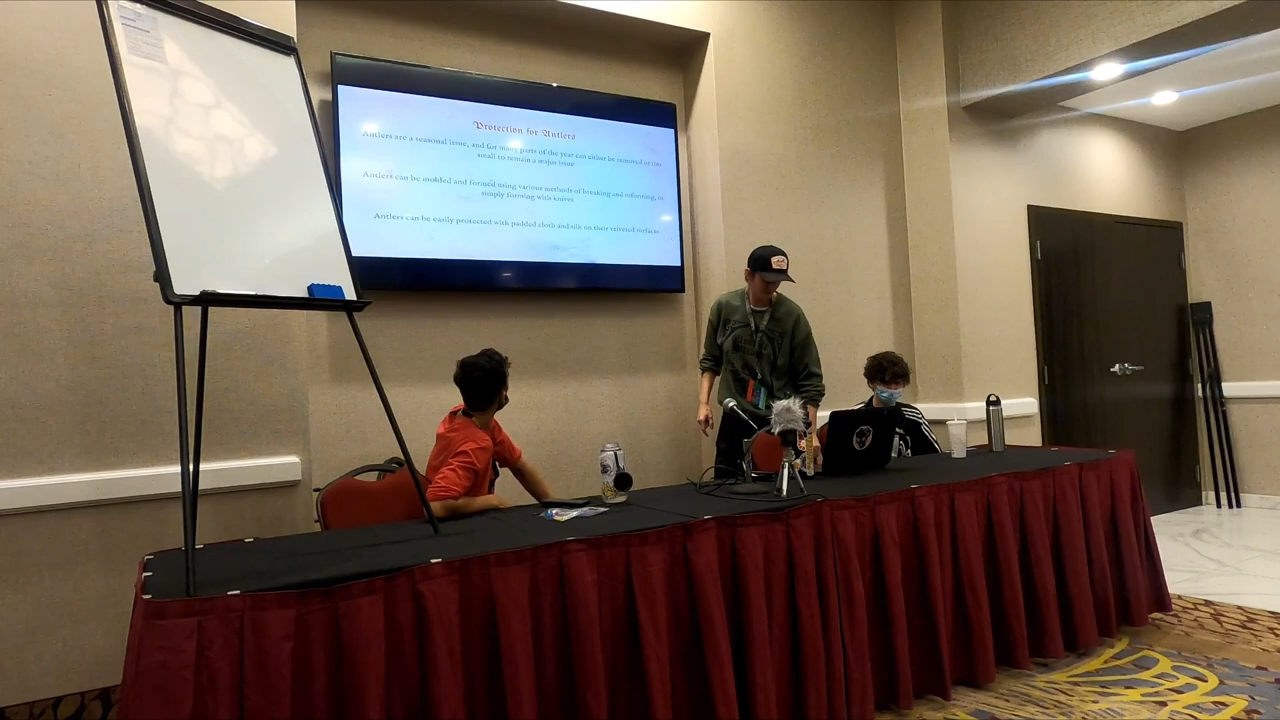 Protection for Antlers
Antlers are a seasonal issue, and for many parts of the year can either be removed or too
small to remain a major issue
Antlers can be molded and formed using various methods of breaking and reforming, or
simply forming with knives
Antlers can be easily protected with padded cloth and silk on their velveted surfaces